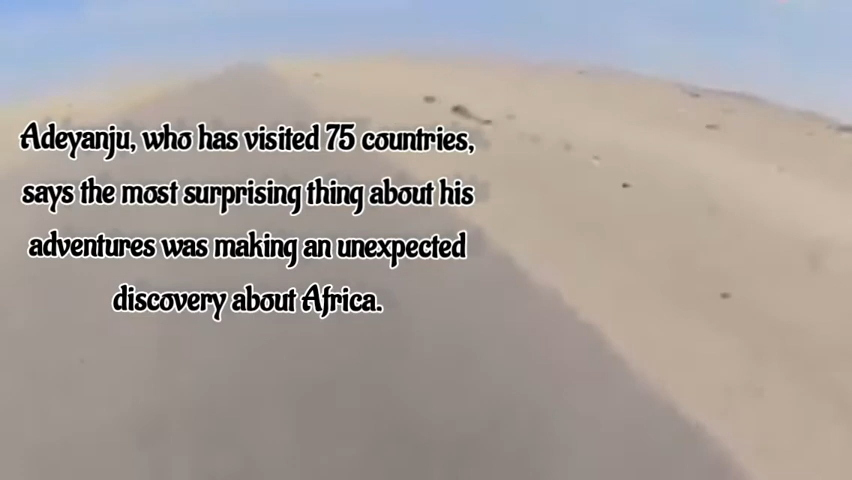 Adeyanju, who has visited 75 countries,
says the most surprising thing about his
adventures was making an unexpected
discovery about Africa.